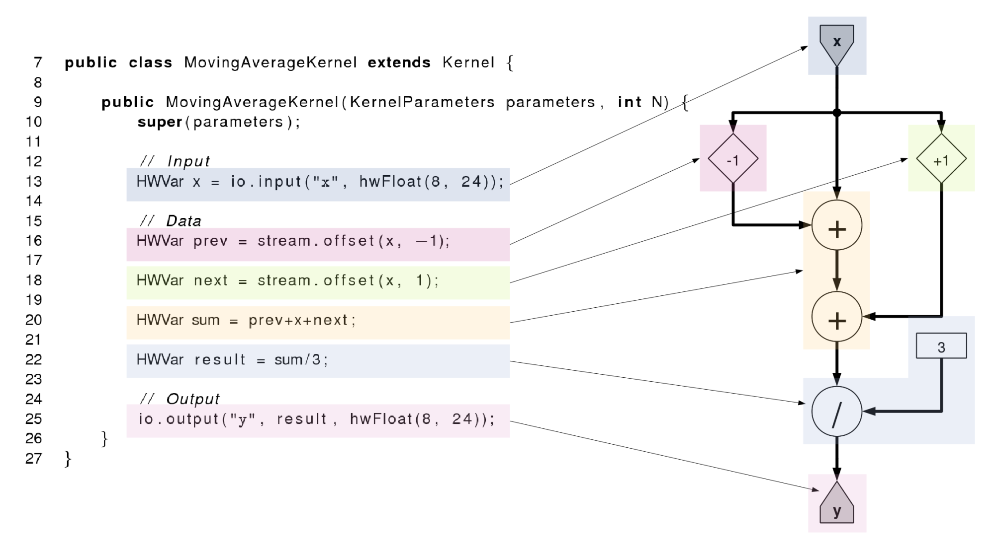 7 public class MovingAverageKernel extends Kernel {
8
9 public MovingAverageKernel(KernelParameters parameters, int N) {
10 super(parameters);
11
12 // Input
13 HWVar x = io.input("x", hwFloat(8, 24));
14
15 // Data
16 HWVar prev = stream.offset(x, −1);
17
18 HWVar next = stream.offset(x, 1);
19
20 HWVar sum = prev+x+next;
21
22 HWVar result = sum/3;
23
24 // Output
25 io.output("y", result, hwFloat(8, 24));
26 }
27 }
x
-1
+1
+
+
3
/
y